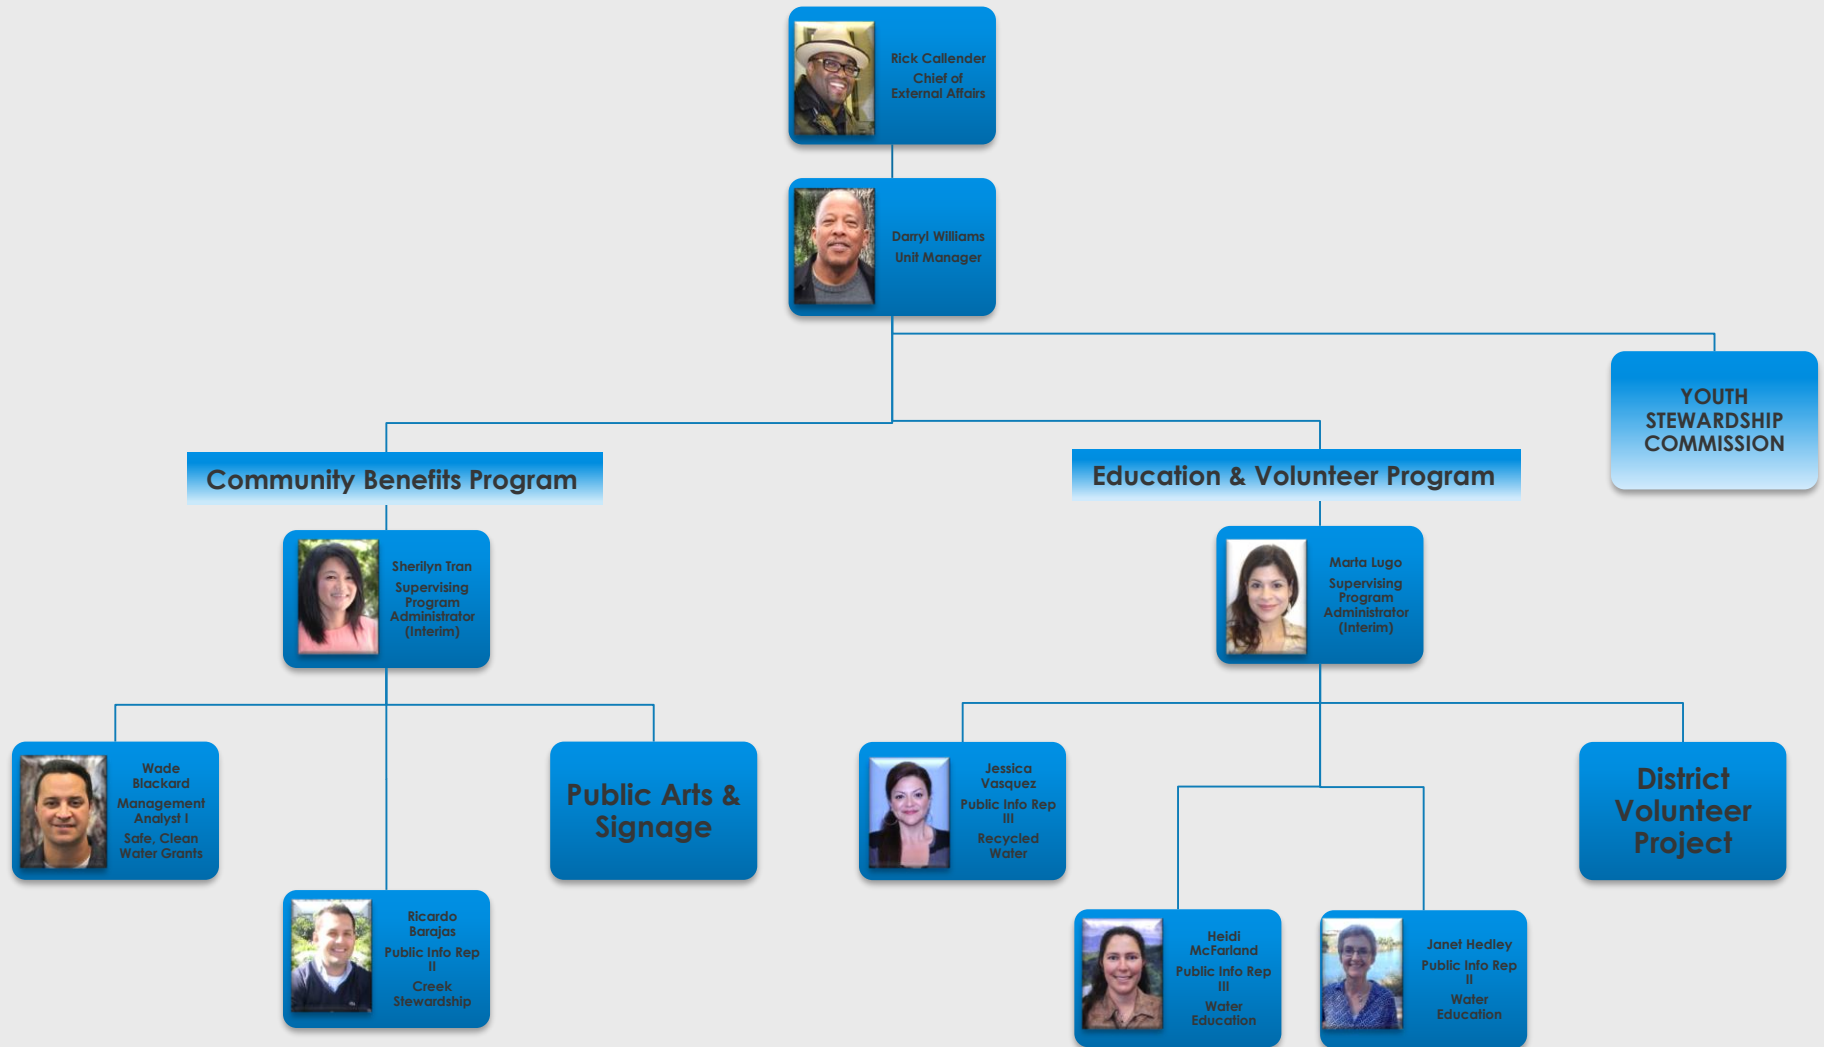 Rick Callender
Chief of
External Affairs
Darryl Williams
Unit Manager
YOUTH
STEWARDSHIP
COMMISSION
Community Benefits Program
Education & Volunteer Program
Sherilyn Tran
Supervising
Program
Administrator
(Interim)
Marta Lugo
Supervising
Program
Administrator
(Interim)
Wade
Blackard
Management
Analyst I
Safe, Clean
Water Grants
Public Arts &
Signage
Jessica
Vasquez
Public Info Rep
III
Recycled
Water
District
Volunteer
Project
Ricardo
Barajas
Public Info Rep
II
Creek
Stewardship
Heidi
McFarland
Public Info Rep
III
Water
Education
Janet Hedley
Public Info Rep
II
Water
Education